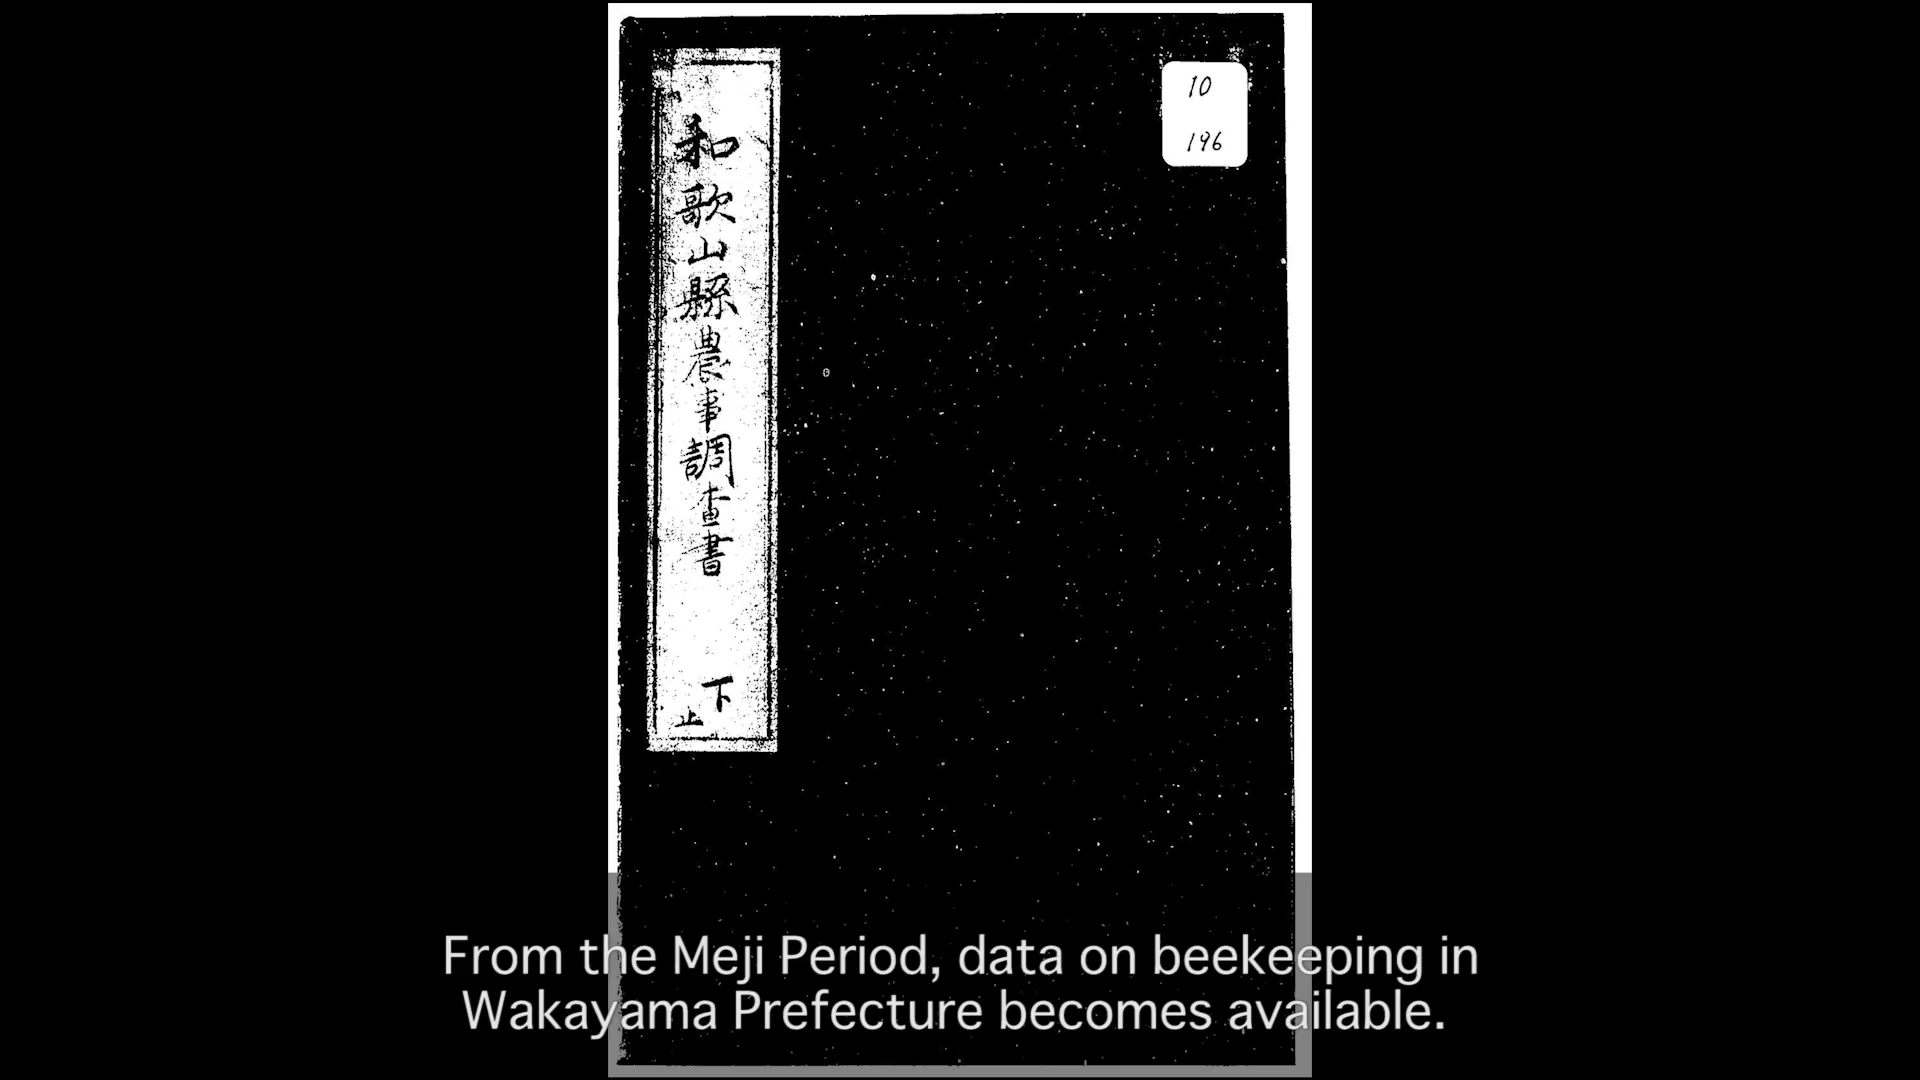 10
196
和歌山縣農事調査書 下
止
From the Meji Period, data on beekeeping in
Wakayama Prefecture becomes available.